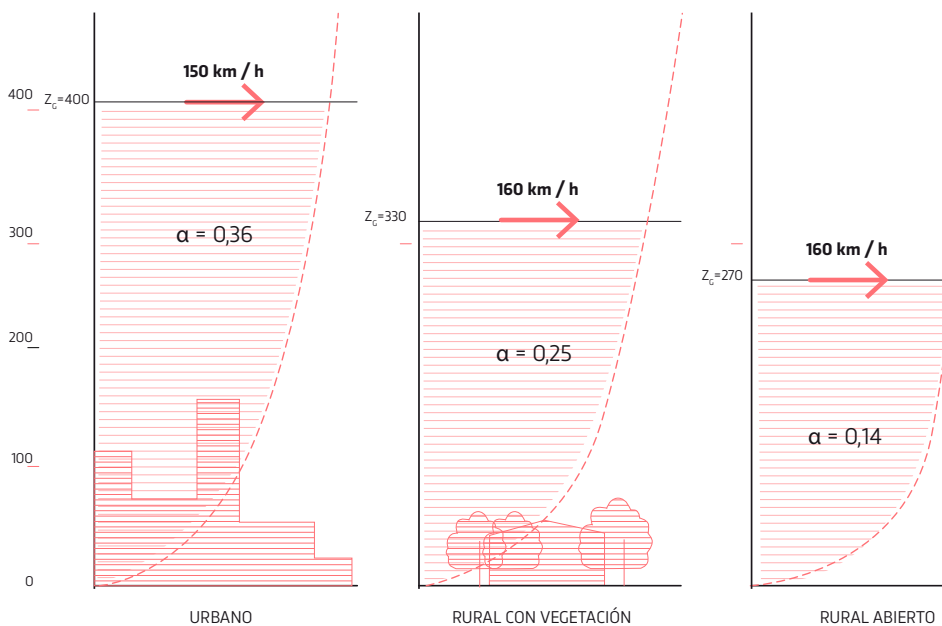 400
300
200
100
0
Z_G=400
150 km / h
α = 0,36
URBANO
Z_G=330
160 km / h
α = 0,25
RURAL CON VEGETACIÓN
Z_G=270
160 km / h
α = 0,14
RURAL ABIERTO